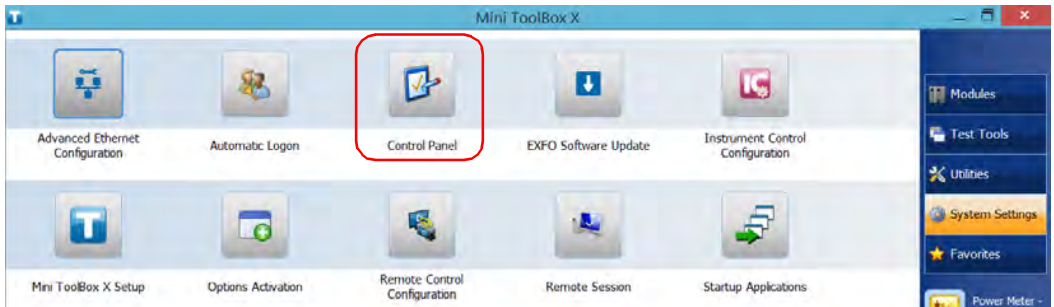 Mini ToolBox X
Advanced Ethernet
Configuration
Automatic Logon
Control Panel
EXFO Software Update
Instrument Control
Configuration
Mini ToolBox X Setup
Options Activation
Remote Control
Configuration
Remote Session
Startup Applications
Modules
Test Tools
Utilities
System Settings
Favorites
Power Meter -